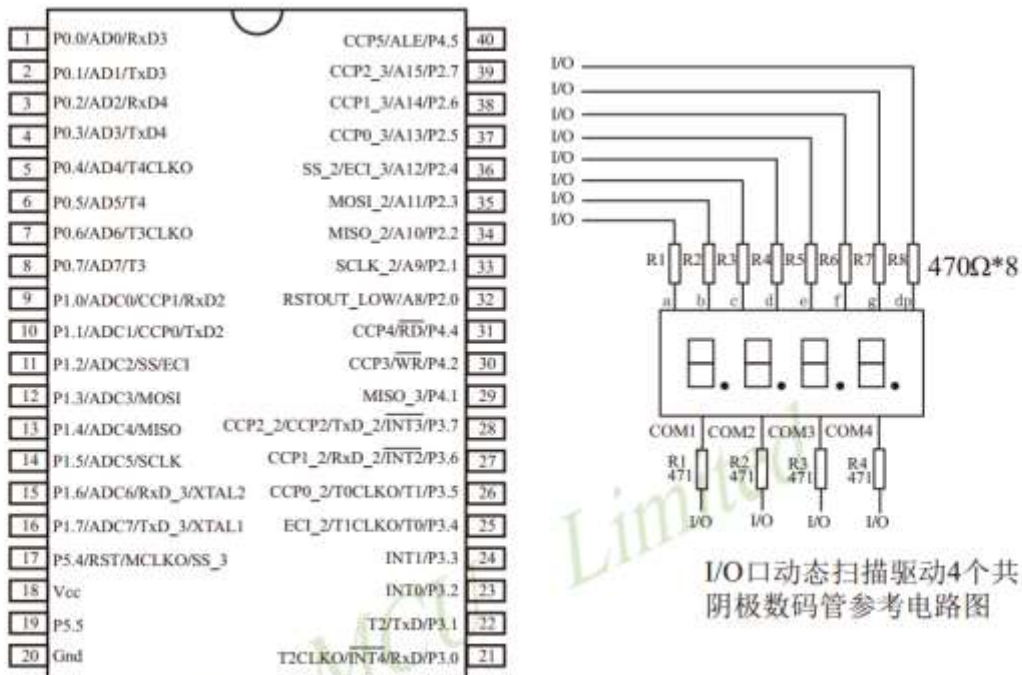 1 P0.0/AD0/RxD3
2 P0.1/AD1/TxD3
3 P0.2/AD2/RxD4
4 P0.3/AD3/TxD4
5 P0.4/AD4/T4CLKO
6 P0.5/AD5/T4
7 P0.6/AD6/T3CLKO
8 P0.7/AD7/T3
9 P1.0/ADC0/CCP1/RxD2
10 P1.1/ADC1/CCP0/TxD2
11 P1.2/ADC2/SS/ECI
12 P1.3/ADC3/MOSI
13 P1.4/ADC4/MISO
14 P1.5/ADC5/SCLK
15 P1.6/ADC6/RxD_3/XTAL2
16 P1.7/ADC7/TxD_3/XTAL1
17 P5.4/RST/MCLKO/SS_3
18 Vcc
19 P5.5
20 Gnd
CCP5/ALE/P4.5 40
CCP2_3/A15/P2.7 39
CCP1_3/A14/P2.6 38
CCP0_3/A13/P2.5 37
SS_2/ECI_3/A12/P2.4 36
MOSI_2/A11/P2.3 35
MISO_2/A10/P2.2 34
SCLK_2/A9/P2.1 33
RSTOUT_LOW/A8/P2.0 32
CCP4/RD/P4.4 31
CCP3/WR/P4.2 30
MISO_3/P4.1 29
CCP2_2/CCP2/TxD_2/INT3/P3.7 28
CCP1_2/RxD_2/INT2/P3.6 27
CCP0_2/T0CLKO/T1/P3.5 26
ECI_2/T1CLKO/T0/P3.4 25
INT1/P3.3 24
INT0/P3.2 23
T2/TxD/P3.1 22
T2CLKO/INT4/RxD/P3.0 21
I/O
I/O
I/O
I/O
I/O
I/O
I/O
I/O
R1 R2 R3 R4 R5 R6 R7 R8 470Ω*8
a b c d e f g dp
COM1 COM2 COM3 COM4
R1 R2 R3 R4
471 471 471 471
I/O I/O I/O I/O
I/O口动态扫描驱动4个共
阴极数码管参考电路图
MCU Limited